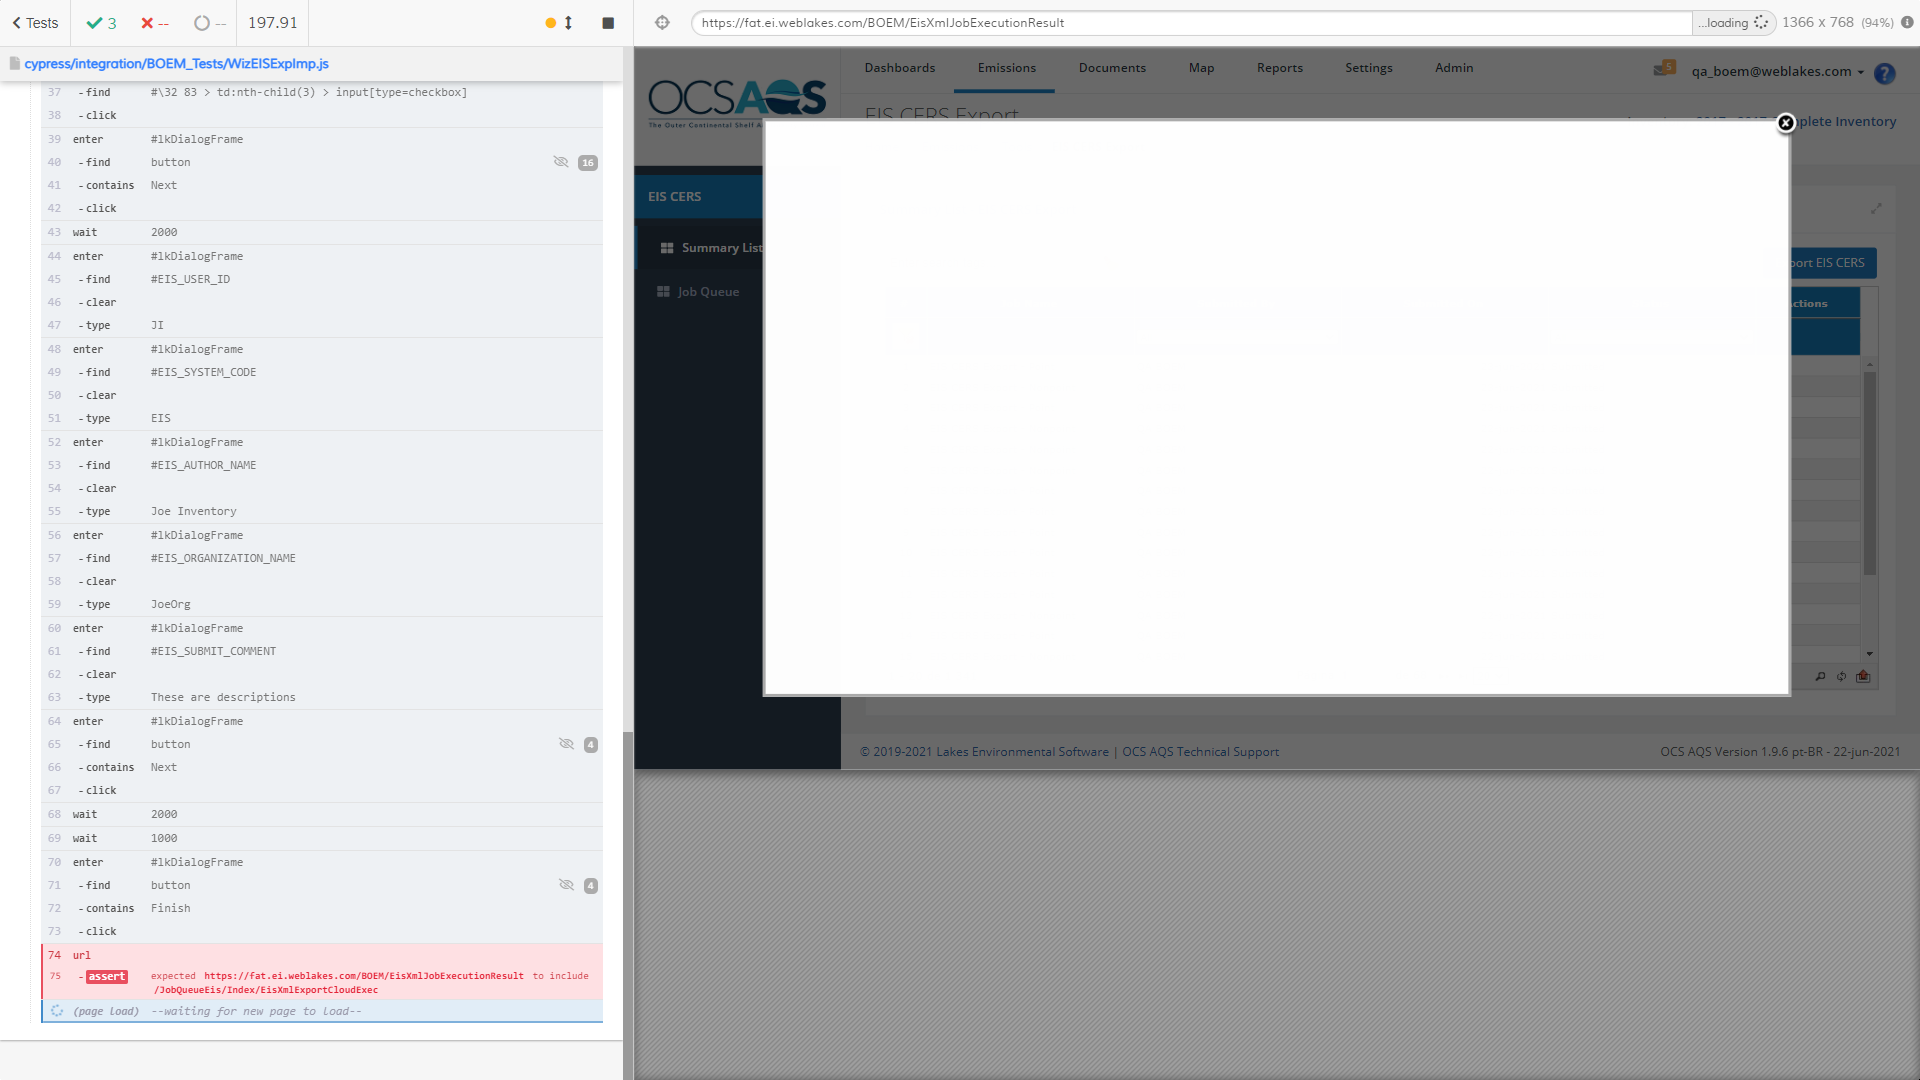 Tests
3
--
--
197.91
https://fat.ei.weblakes.com/BOEM/EisXmlJobExecutionResult
...loading
1366 x 768 (94%)
cypress/integration/BOEM_Tests/WizEISExpImp.js
37 -find #\32 83 > td:nth-child(3) > input[type=checkbox]
38 -click
39 enter #lkDialogFrame
40 -find button 16
41 -contains Next
42 -click
43 wait 2000
44 enter #lkDialogFrame
45 -find #EIS_USER_ID
46 -clear
47 -type JI
48 enter #lkDialogFrame
49 -find #EIS_SYSTEM_CODE
50 -clear
51 -type EIS
52 enter #lkDialogFrame
53 -find #EIS_AUTHOR_NAME
54 -clear
55 -type Joe Inventory
56 enter #lkDialogFrame
57 -find #EIS_ORGANIZATION_NAME
58 -clear
59 -type JoeOrg
60 enter #lkDialogFrame
61 -find #EIS_SUBMIT_COMMENT
62 -clear
63 -type These are descriptions
64 enter #lkDialogFrame
65 -find button 4
66 -contains Next
67 -click
68 wait 2000
69 wait 1000
70 enter #lkDialogFrame
71 -find button 4
72 -contains Finish
73 -click
74 url
75 -assert expected https://fat.ei.weblakes.com/BOEM/EisXmlJobExecutionResult to include
/JobQueueEis/Index/EisXmlExportCloudExec
(page load) --waiting for new page to load--
OCSAQS
The Outer Continental Shelf A
Dashboards Emissions Documents Map Reports Settings Admin
5
qa_boem@weblakes.com
EIS CERS Export
plete Inventory
EIS CERS
Summary List
Job Queue
port EIS CERS
ctions
© 2019-2021 Lakes Environmental Software | OCS AQS Technical Support
OCS AQS Version 1.9.6 pt-BR - 22-jun-2021